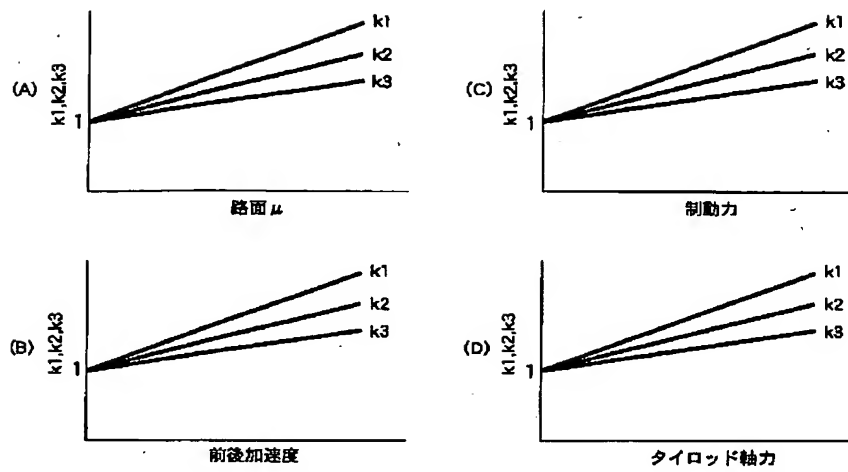 (A)
k1,k2,k3
1
k1
k2
k3
路面μ
(C)
k1,k2,k3
1
k1
k2
k3
制動力
(B)
k1,k2,k3
1
k1
k2
k3
前後加速度
(D)
k1,k2,k3
1
k1
k2
k3
タイロッド軸力